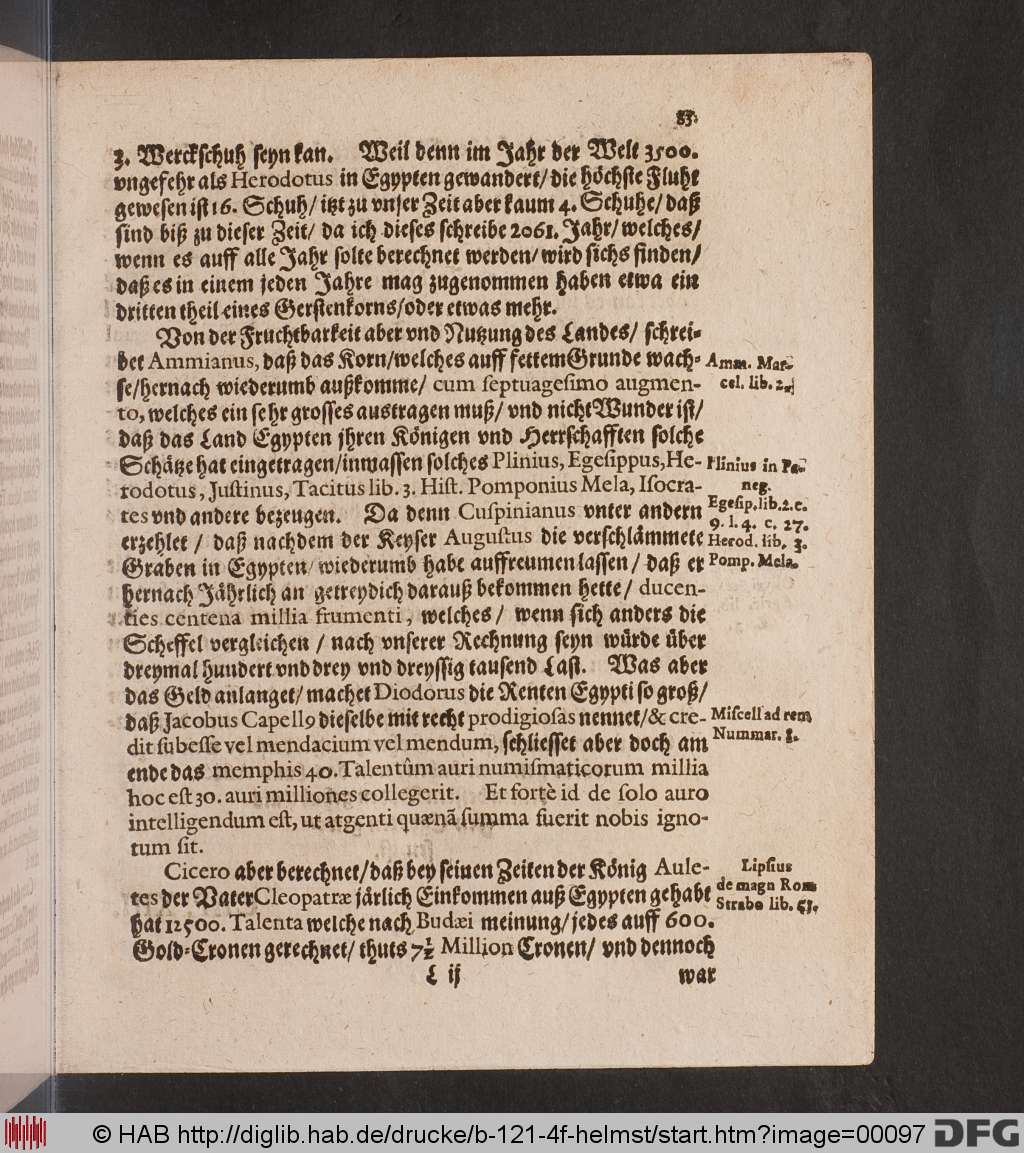 83.
3. Werckschuh seyn kan. Weil denn im Jahr der Welt 3500.
vngefehr als Herodotus in Egypten gewandert/ die höchste Fluht
gewesen ist 16. Schuh/ itzt zu vnser Zeit aber kaum 4. Schuhe/ daß
sind biß zu dieser Zeit/ da ich dieses schreibe 2061. Jahr/ welches/
wenn es auff alle Jahr solte berechnet werden/ wird sichs finden/
daß es in einem jeden Jahre mag zugenommen haben etwa ein
dritten theil eines Gerstenkorns/ oder etwas mehr.
Von der Fruchtbarkeit aber vnd Nutzung des Landes/ schrei-
bet Ammianus, daß das Korn/ welches auff fettem Grunde wach-
Amm. Mar-
se/ hernach wiederumb außkomme/ cum ſeptuageſimo augmen-
cel. lib. 2.
to, welches ein sehr grosses austragen muß/ vnd nicht Wunder ist/
daß das Land Egypten jhren Königen vnd Herrschafften solche
Schätze hat eingetragen/ inmassen solches Plinius, Egeſippus, He-
Plinius in Pa-
rodotus, Juſtinus, Tacitus lib. 3. Hiſt. Pomponius Mela, Iſocra-
neg.
tes vnd andere bezeugen. Da denn Cuſpinianus vnter andern
Egeſip. lib. 2. c.
9. l. 4. c. 27.
erzehlet / daß nachdem der Keyser Auguſtus die verschlämmete
Herod. lib. 3.
Graben in Egypten/ wiederumb habe auffreumen lassen / daß er
Pomp. Mela.
hernach Jährlich an getreydich darauß bekommen hette/ ducen-
ties centena millia frumenti, welches / wenn sich anders die
Scheffel vergleichen / nach vnserer Rechnung seyn würde über
dreymal hundert vnd drey vnd dreyssig tausend Last. Was aber
das Geld anlanget/ machet Diodorus die Renten Egypti so groß/
daß Jacobus Capellꝰ dieselbe mit recht prodigioſas nennet/ & cre-
Miſcell ad rem
dit ſubeſſe vel mendacium vel mendum, schliesset aber doch am
Nummar. 8.
ende das memphis 40. Talentûm auri numiſmaticorum millia
hoc eſt 30. auri milliones collegerit. Et fortè id de ſolo auro
intelligendum eſt, ut atgenti quænã ſumma fuerit nobis igno-
tum ſit.
Cicero aber berechnet/ daß bey seinen Zeiten der König Aule-
Lipſius
tes der Vater Cleopatræ järlich Einkommen auß Egypten gehabt
de magn Rom
Strabo lib.
hat 12500. Talenta welche nach Budæi meinung/ jedes auff 600.
Gold-Cronen gerechnet/ thuts 7½ Million Cronen/ vnd dennoch
L ij
war
© HAB http://diglib.hab.de/drucke/b-121-4f-helmst/start.htm?image=00097
DFG